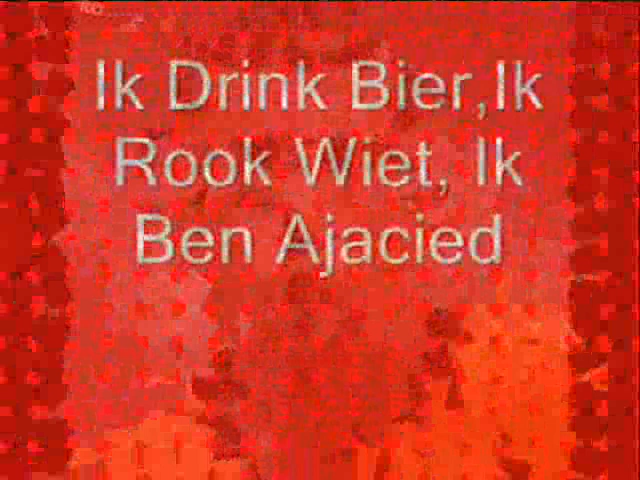 Ik Drink Bier,Ik
Rook Wiet, Ik
Ben Ajacied